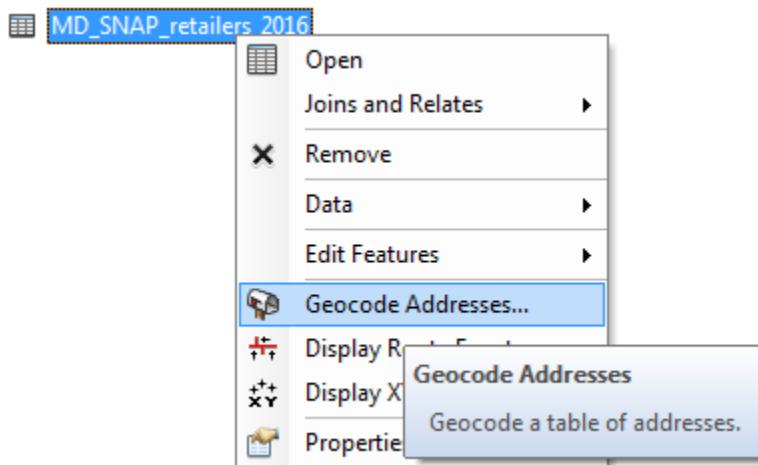 MD_SNAP_retailers_2016
Open
Joins and Relates
Remove
Data
Edit Features
Geocode Addresses...
Display
Geocode Addresses
Display X
Geocode a table of addresses.
Propertie